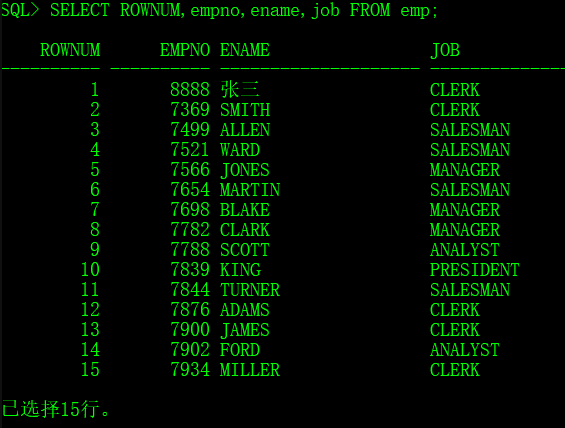 SQL> SELECT ROWNUM,empno,ename,job FROM emp;
ROWNUM EMPNO ENAME JOB
---------- ---------- -------------------- --------------
1 8888 张三 CLERK
2 7369 SMITH CLERK
3 7499 ALLEN SALESMAN
4 7521 WARD SALESMAN
5 7566 JONES MANAGER
6 7654 MARTIN SALESMAN
7 7698 BLAKE MANAGER
8 7782 CLARK MANAGER
9 7788 SCOTT ANALYST
10 7839 KING PRESIDENT
11 7844 TURNER SALESMAN
12 7876 ADAMS CLERK
13 7900 JAMES CLERK
14 7902 FORD ANALYST
15 7934 MILLER CLERK
已选择15行。